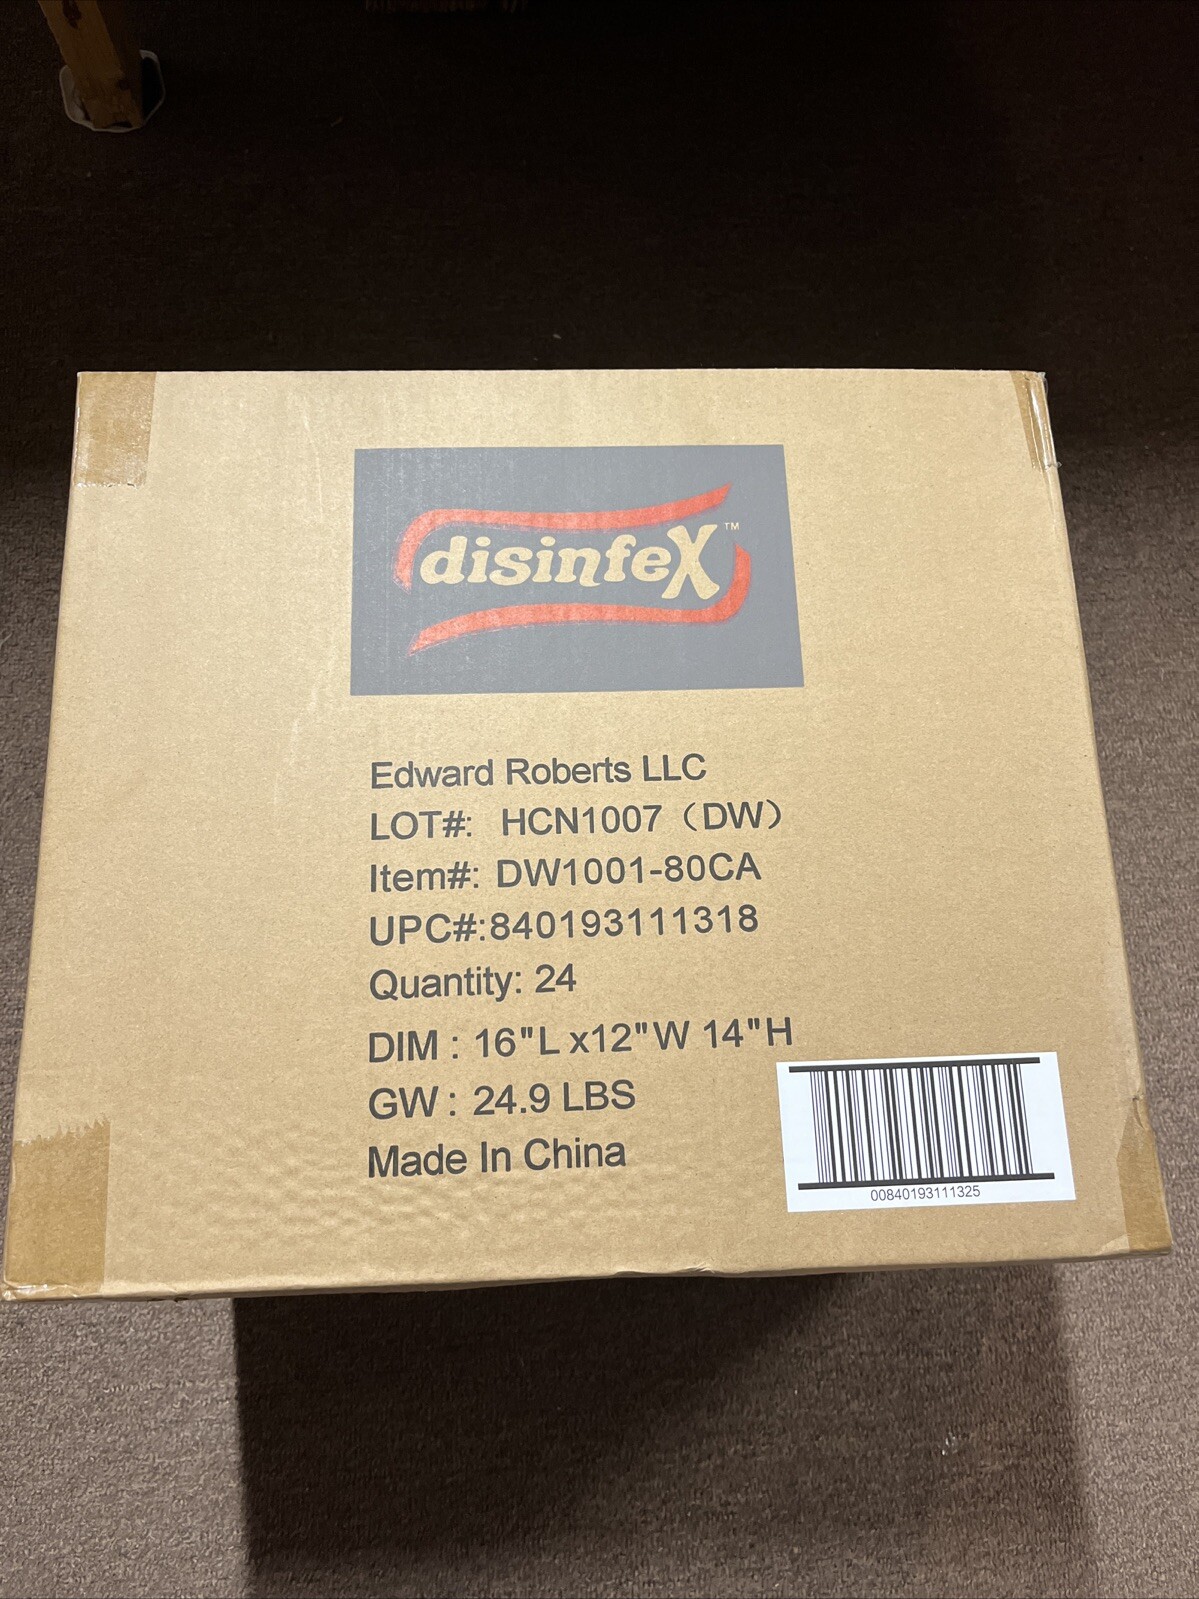 disinfeX™
Edward Roberts LLC
LOT#: HCN1007（DW）
Item#: DW1001-80CA
UPC#:840193111318
Quantity: 24
DIM : 16"L x12"W 14"H
GW : 24.9 LBS
Made In China
00840193111325